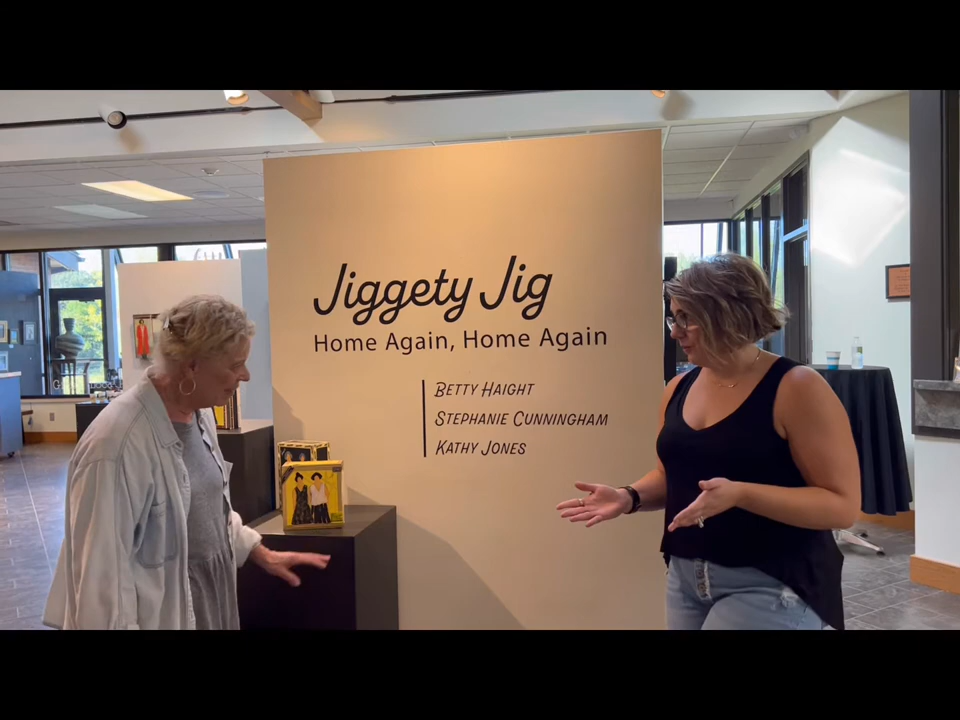 Jiggety Jig
Home Again, Home Again
Betty Haight
Stephanie Cunningham
Kathy Jones